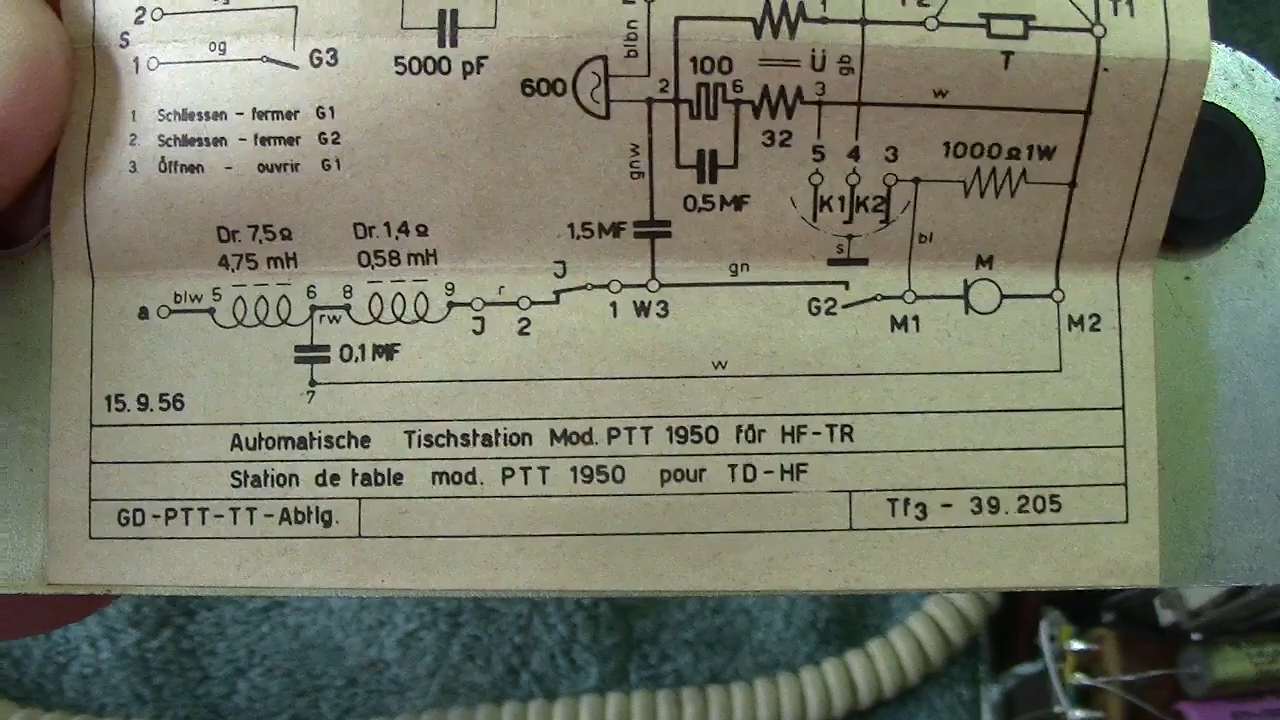 2
S
1 og G3
5000 pF
blbn
600
2 100 6 Ü
3
32
1
T1
T
w
gnw
0,5 MF
5 4 3
K1 K2
1000Ω 1W
1 Schliessen - fermer G1
2. Schliessen - fermer G2
3. Öffnen - ouvrir G1
Dr. 7,5Ω
4,75 mH
Dr. 1,4Ω
0,58 mH
1,5 MF
s
bl
gn
M
a blw 5 6 rw 8 9 J r 2 J 1 W3
G2 M1 M2
0,1 MF
7
w
15.9.56
Automatische Tischstation Mod. PTT 1950 für HF-TR
Station de table mod. PTT 1950 pour TD-HF
GD-PTT-TT-Abtlg.
Tf3 - 39.205